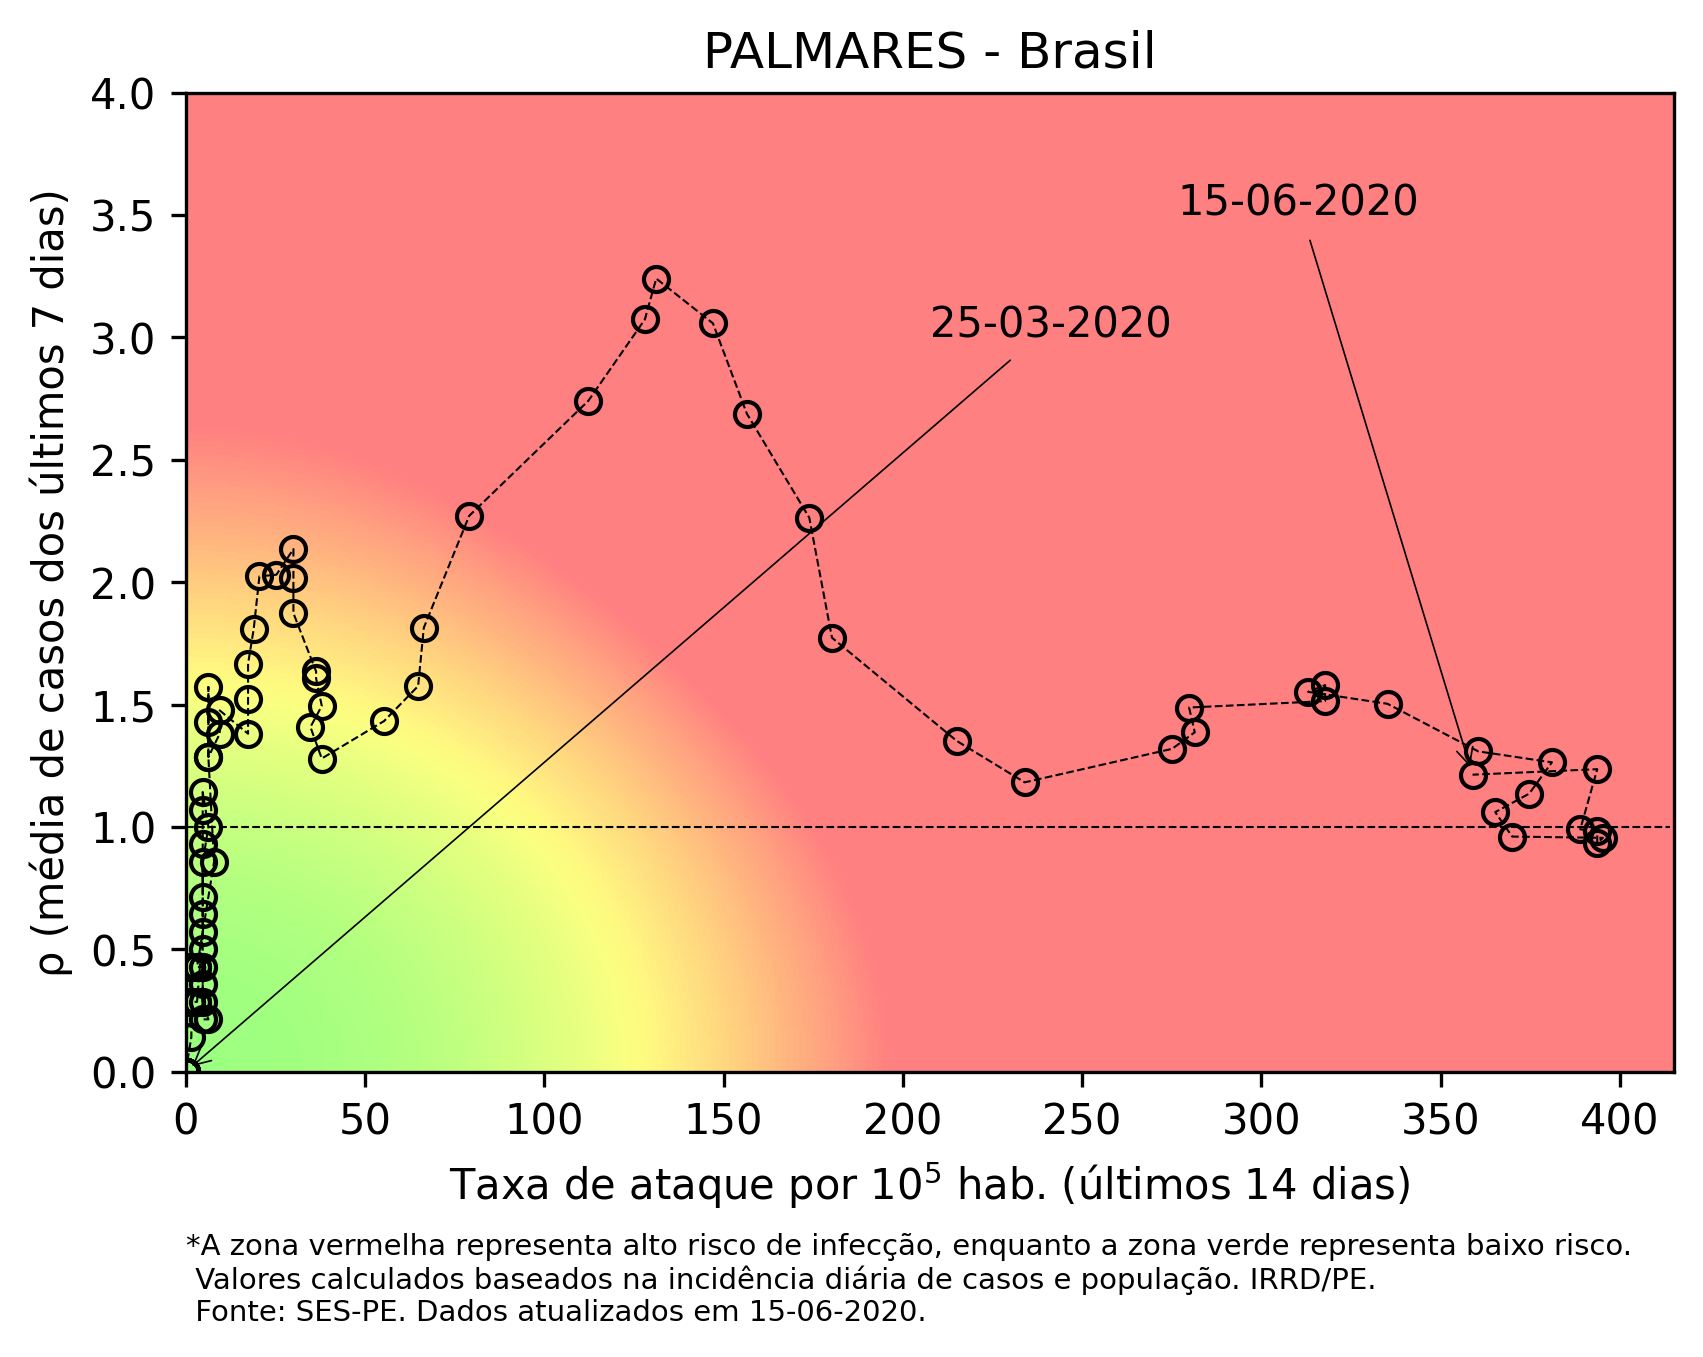 PALMARES - Brasil
4.0
3.5
3.0
2.5
2.0
1.5
1.0
0.5
0.0
ρ (média de casos dos últimos 7 dias)
15-06-2020
25-03-2020
0 50 100 150 200 250 300 350 400
Taxa de ataque por 10⁵ hab. (últimos 14 dias)
*A zona vermelha representa alto risco de infecção, enquanto a zona verde representa baixo risco.
Valores calculados baseados na incidência diária de casos e população. IRRD/PE.
Fonte: SES-PE. Dados atualizados em 15-06-2020.